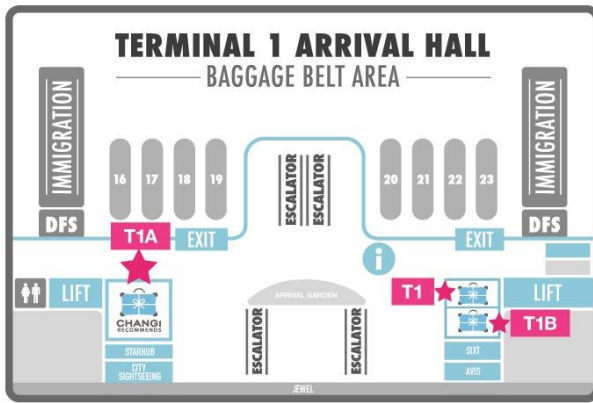 TERMINAL 1 ARRIVAL HALL
BAGGAGE BELT AREA
IMMIGRATION
IMMIGRATION
16 17 18 19
ESCALATOR
ESCALATOR
20 21 22 23
DFS
DFS
T1A
EXIT
EXIT
i
LIFT
CHANGI
RECOMMENDS
ARRIVAL GARDEN
T1
LIFT
T1B
ESCALATOR
ESCALATOR
STARHUB
CITY
SIGHTSEEING
SIXT
AVIS
JEWEL